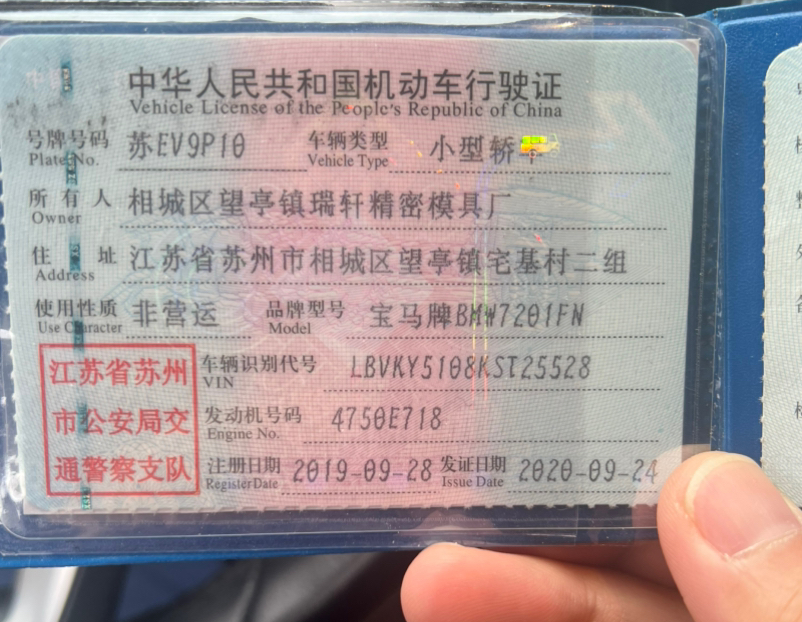 中华人民共和国机动车行驶证
Vehicle License of the People's Republic of China
号牌号码 Plate No. 苏EV9P10 车辆类型 Vehicle Type 小型轿车
所有人 Owner 相城区望亭镇瑞轩精密模具厂
住址 Address 江苏省苏州市相城区望亭镇宅基村二组
使用性质 Use Character 非营运 品牌型号 Model 宝马牌BMW7201FN
江苏省苏州 车辆识别代号 VIN LBVKY5108KST25528
市公安局交 发动机号码 Engine No. 4750E718
通警察支队 注册日期 Register Date 2019-09-28 发证日期 Issue Date 2020-09-24